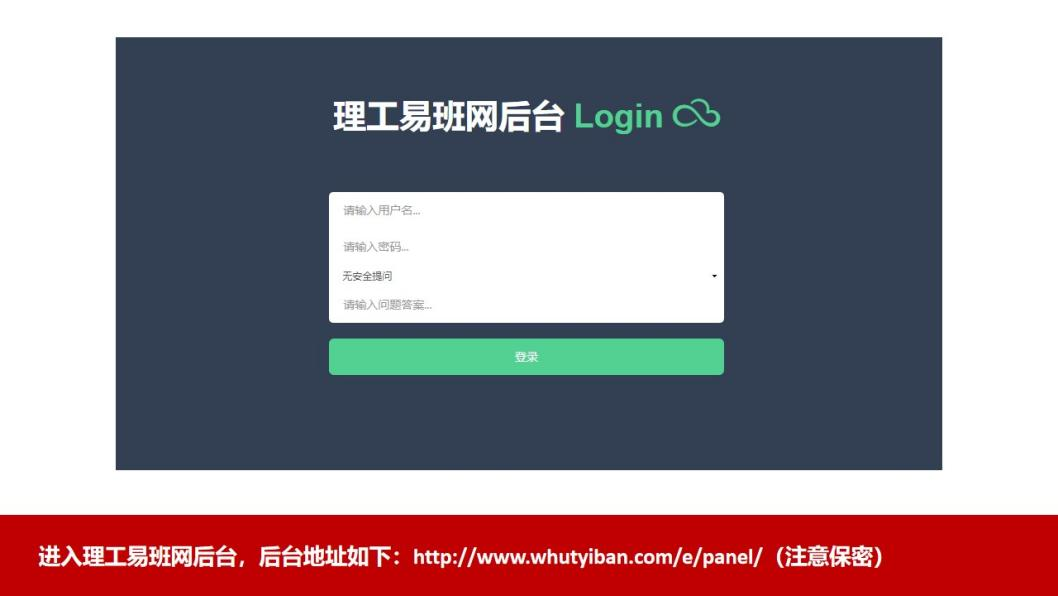 理工易班网后台 Login
请输入用户名...
请输入密码...
无安全提问
请输入问题答案...
登录
进入理工易班网后台，后台地址如下：http://www.whutyiban.com/e/panel/（注意保密）